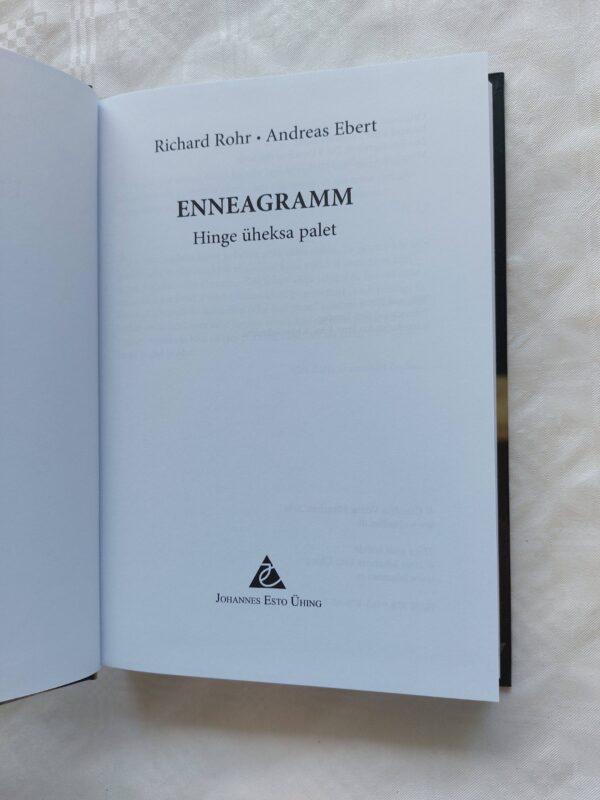 Richard Rohr • Andreas Ebert
ENNEAGRAMM
Hinge üheksa palet
Johannes Esto Ühing